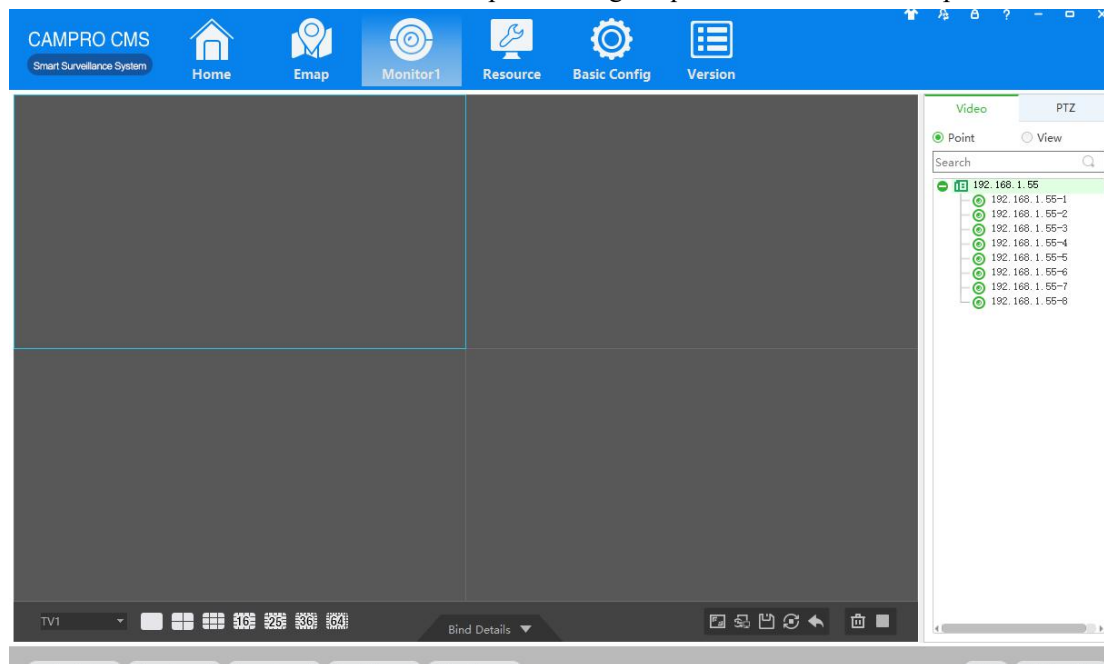 CAMPRO CMS
Smart Surveillance System
Home
Emap
Monitor1
Resource
Basic Config
Version
?
Video
PTZ
Point
View
Search
192.168.1.55
192.168.1.55-1
192.168.1.55-2
192.168.1.55-3
192.168.1.55-4
192.168.1.55-5
192.168.1.55-6
192.168.1.55-7
192.168.1.55-8
TV1
16
25
36
64
Bind Details